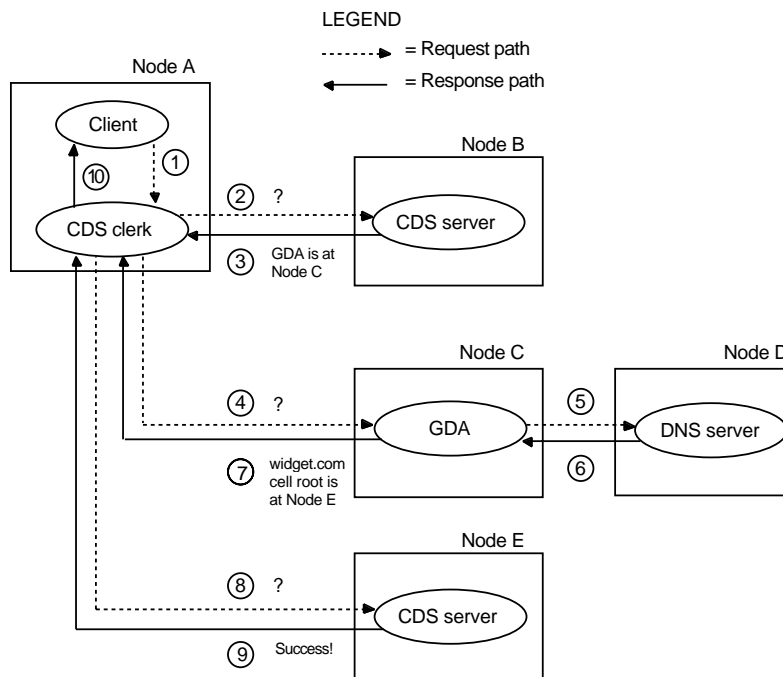 LEGEND
= Request path
= Response path
Node A
Client
1
10
CDS clerk
Node B
2 ?
CDS server
3 GDA is at
Node C
Node C
Node D
4 ?
GDA
5
DNS server
6
7 widget.com
cell root is
at Node E
Node E
8 ?
CDS server
9 Success!